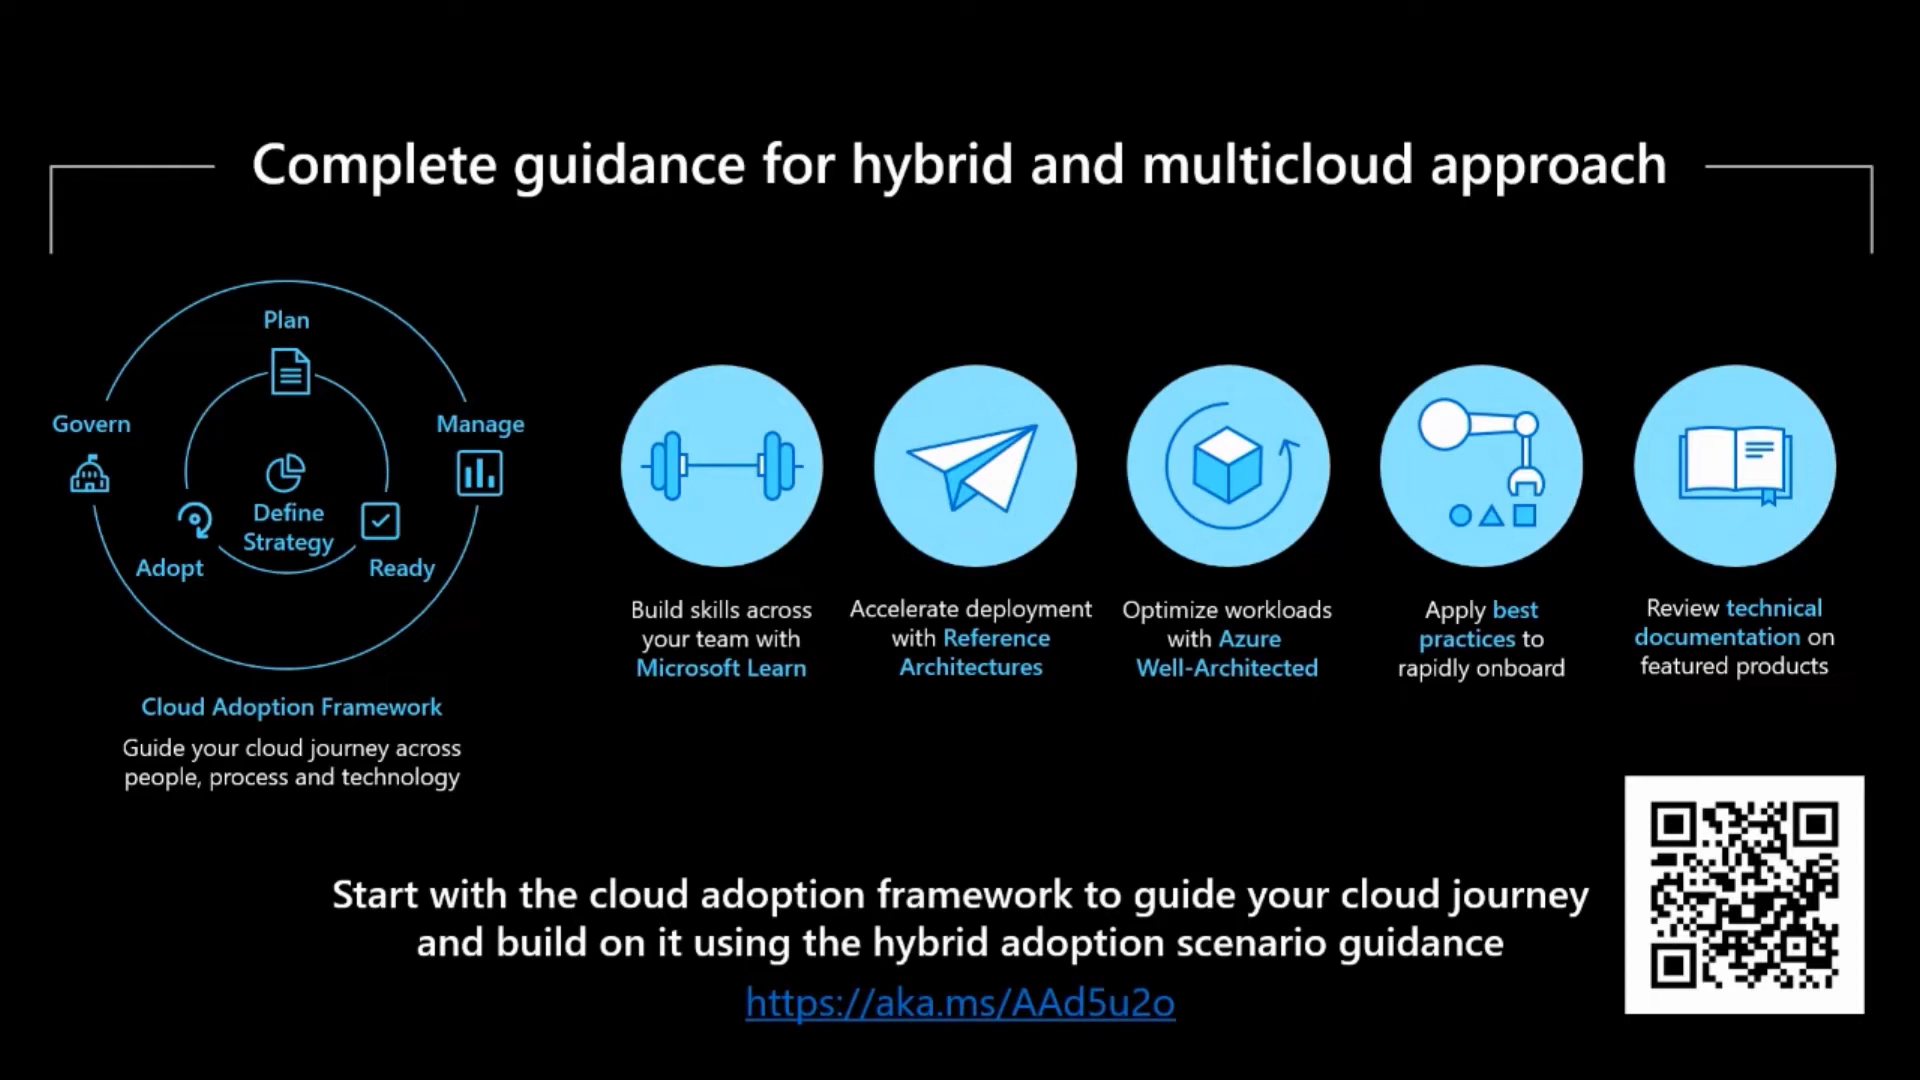 Complete guidance for hybrid and multicloud approach
Plan
Govern
Manage
Define
Strategy
Adopt
Ready
Cloud Adoption Framework
Guide your cloud journey across
people, process and technology
Build skills across
your team with
Microsoft Learn
Accelerate deployment
with Reference
Architectures
Optimize workloads
with Azure
Well-Architected
Apply best
practices to
rapidly onboard
Review technical
documentation on
featured products
Start with the cloud adoption framework to guide your cloud journey
and build on it using the hybrid adoption scenario guidance
https://aka.ms/AAd5u2o